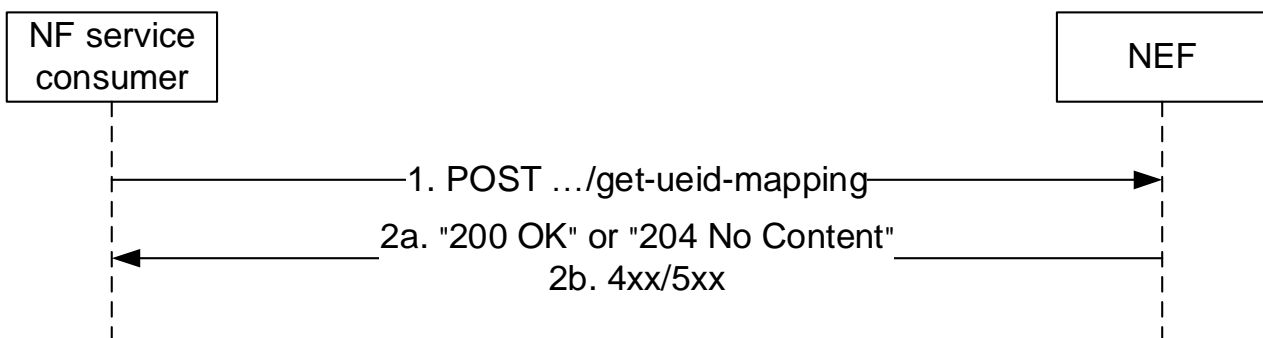 NF service
consumer
NEF
1. POST …/get-ueid-mapping
2a. "200 OK" or "204 No Content"
2b. 4xx/5xx